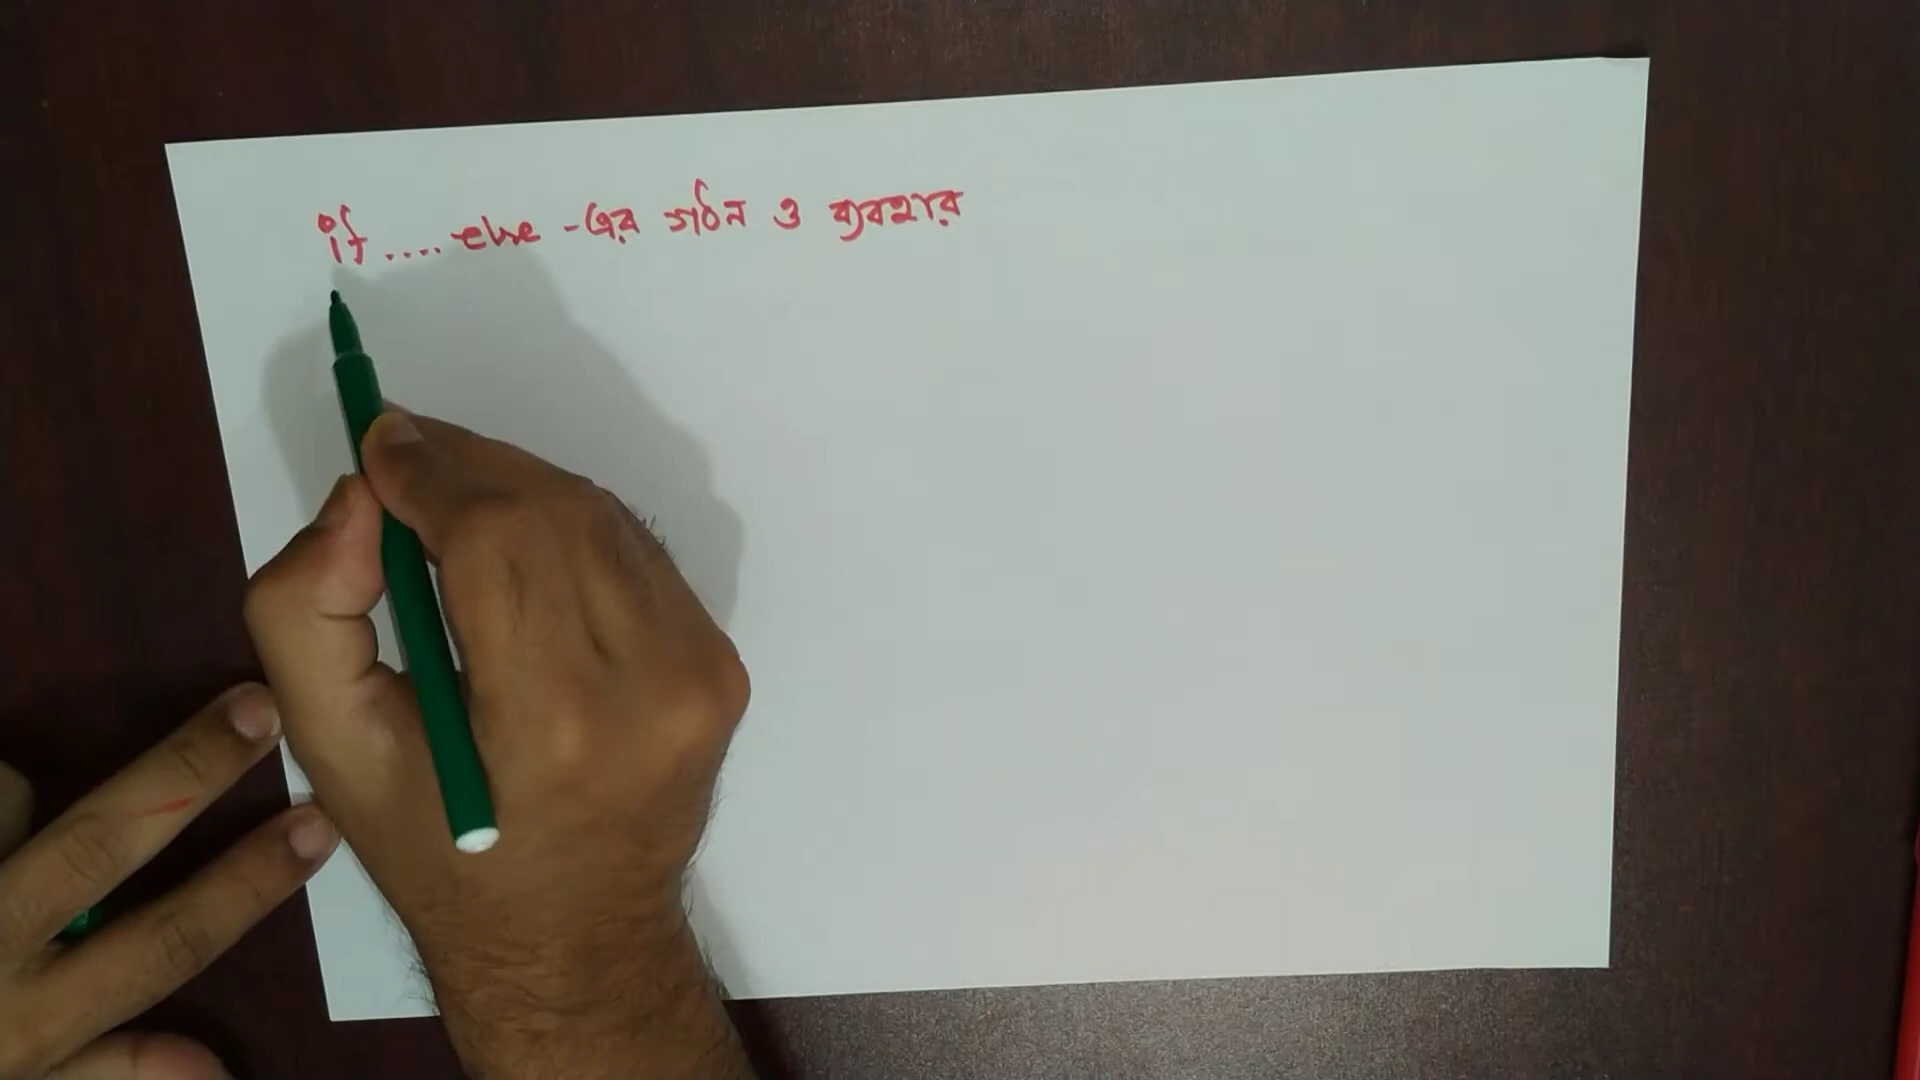 if .... else -এর গঠন ও ব্যবহার